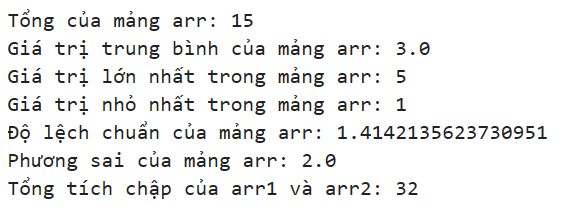 Tổng của mảng arr: 15
Giá trị trung bình của mảng arr: 3.0
Giá trị lớn nhất trong mảng arr: 5
Giá trị nhỏ nhất trong mảng arr: 1
Độ lệch chuẩn của mảng arr: 1.4142135623730951
Phương sai của mảng arr: 2.0
Tổng tích chập của arr1 và arr2: 32